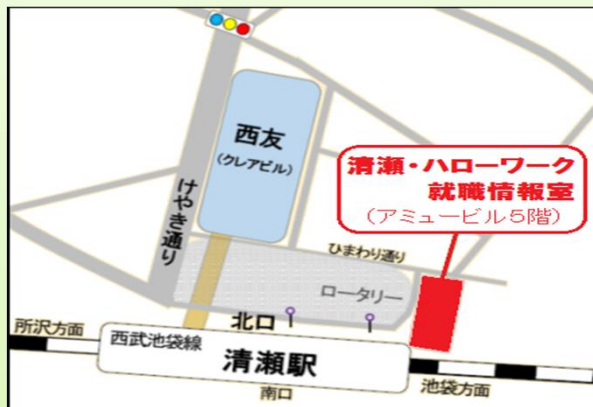 西友
(クレアビル)
清瀬・ハローワーク
就職情報室
(アミュービル5階)
けやき通り
ひまわり通り
ロータリー
北口
所沢方面
西武池袋線
清瀬駅
南口
池袋方面